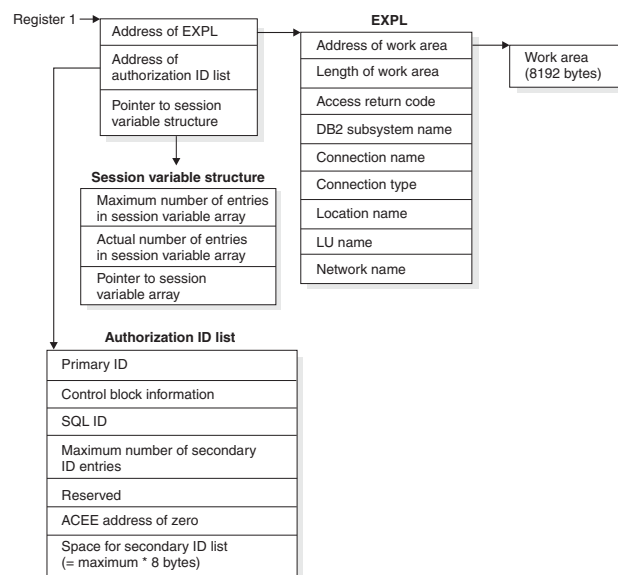 Register 1
Address of EXPL
Address of
authorization ID list
Pointer to session
variable structure
EXPL
Address of work area
Length of work area
Access return code
DB2 subsystem name
Connection name
Connection type
Location name
LU name
Network name
Work area
(8192 bytes)
Session variable structure
Maximum number of entries
in session variable array
Actual number of entries
in session variable array
Pointer to session
variable array
Authorization ID list
Primary ID
Control block information
SQL ID
Maximum number of secondary
ID entries
Reserved
ACEE address of zero
Space for secondary ID list
(= maximum * 8 bytes)